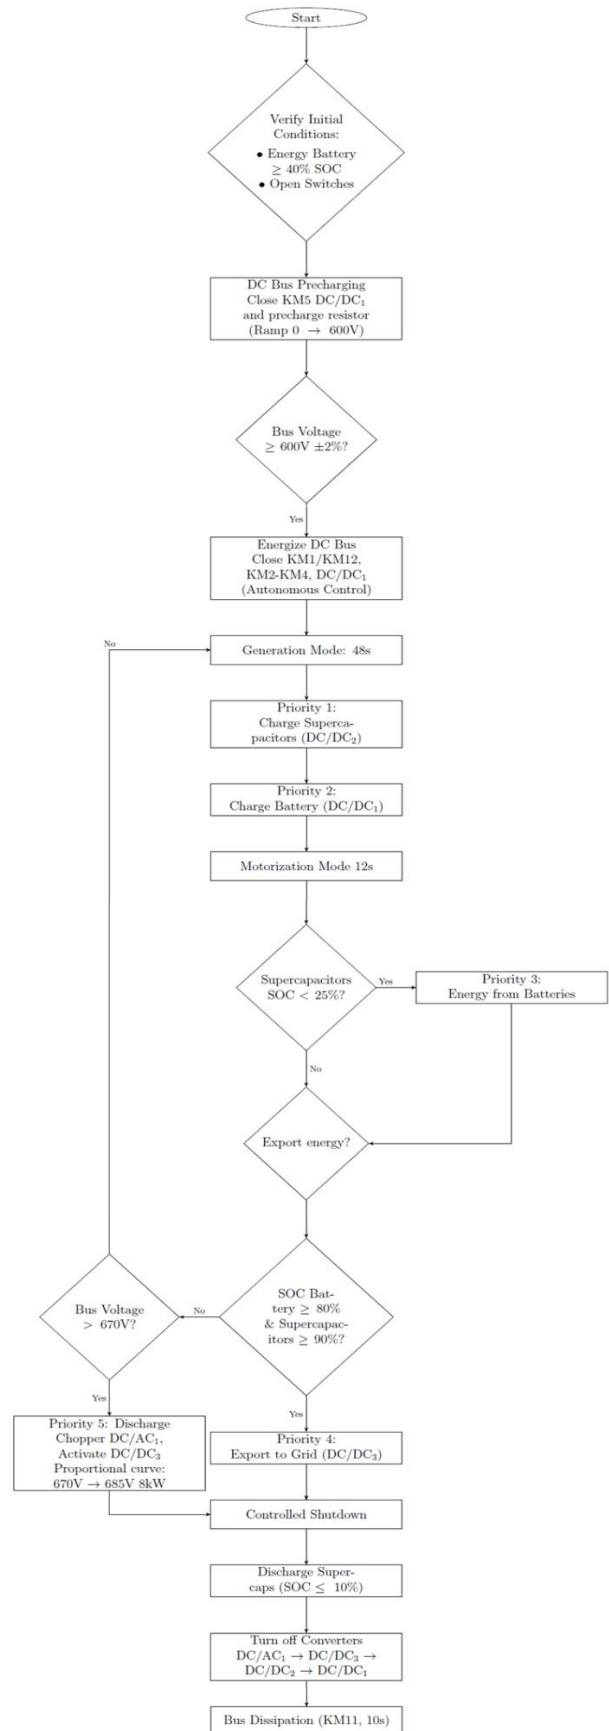 Start
Verify Initial
Conditions:
• Energy Battery
≥ 40% SOC
• Open Switches
DC Bus Precharging
Close KM5 DC/DC₁
and precharge resistor
(Ramp 0 → 600V)
Bus Voltage
≥ 600V ±2%?
Yes
Energize DC Bus
Close KM1/KM12,
KM2-KM4, DC/DC₁
(Autonomous Control)
No
Generation Mode: 48s
Priority 1:
Charge Superca-
pacitors (DC/DC₂)
Priority 2:
Charge Battery (DC/DC₁)
Motorization Mode 12s
Supercapacitors
SOC < 25%?
Yes
Priority 3:
Energy from Batteries
No
Export energy?
SOC Bat-
tery ≥ 80%
& Supercapac-
itors ≥ 90%?
No
Bus Voltage
> 670V?
Yes
Priority 5: Discharge
Chopper DC/AC₁,
Activate DC/DC₃
Proportional curve:
670V → 685V 8kW
Yes
Priority 4:
Export to Grid (DC/DC₃)
Controlled Shutdown
Discharge Super-
caps (SOC ≤ 10%)
Turn off Converters
DC/AC₁ → DC/DC₃ →
DC/DC₂ → DC/DC₁
Bus Dissipation (KM11, 10s)